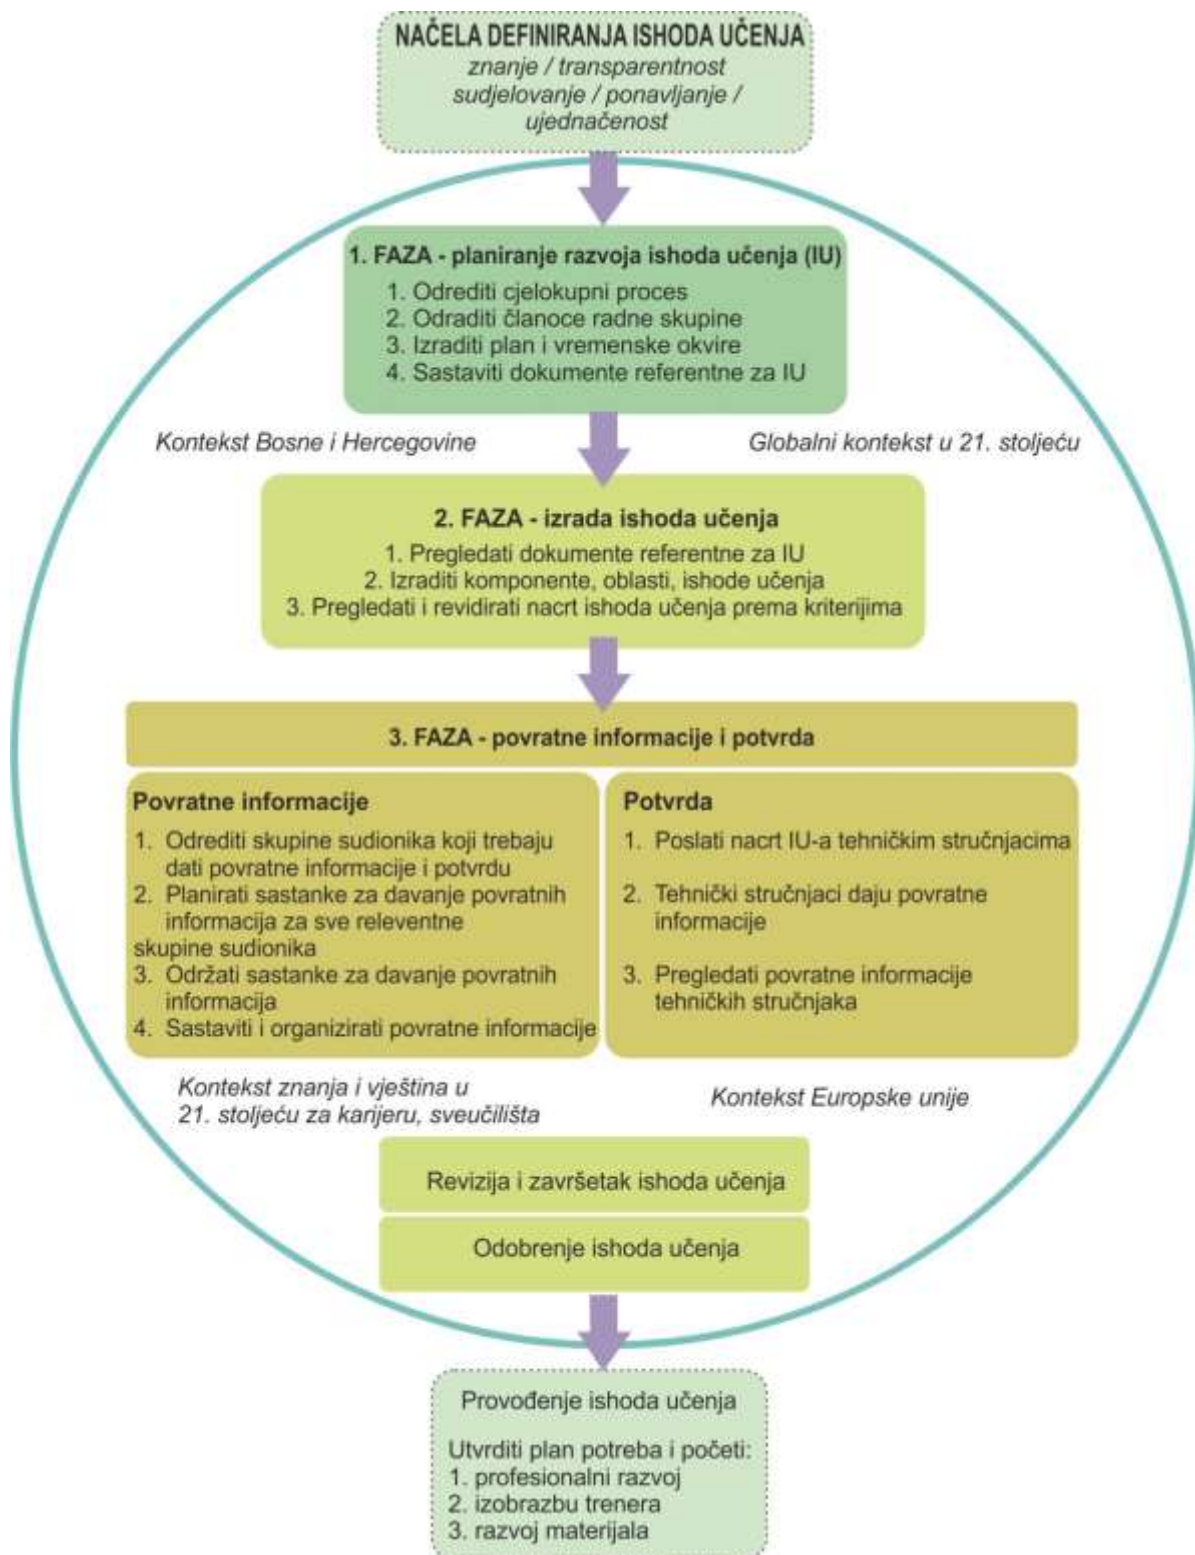 NAČELA DEFINIRANJA ISHODA UČENJA
znanje / transparentnost
sudjelovanje / ponavljanje /
ujednačenost
1. FAZA - planiranje razvoja ishoda učenja (IU)
1. Odrediti cjelokupni proces
2. Odraditi članoce radne skupine
3. Izraditi plan i vremenske okvire
4. Sastaviti dokumente referentne za IU
Kontekst Bosne i Hercegovine
Globalni kontekst u 21. stoljeću
2. FAZA - izrada ishoda učenja
1. Pregledati dokumente referentne za IU
2. Izraditi komponente, oblasti, ishode učenja
3. Pregledati i revidirati nacrt ishoda učenja prema kriterijima
3. FAZA - povratne informacije i potvrda
Povratne informacije
1. Odrediti skupine sudionika koji trebaju
dati povratne informacije i potvrdu
2. Planirati sastanke za davanje povratnih
informacija za sve releventne
skupine sudionika
3. Održati sastanke za davanje povratnih
informacija
4. Sastaviti i organizirati povratne informacije
Potvrda
1. Poslati nacrt IU-a tehničkim stručnjacima
2. Tehnički stručnjaci daju povratne
informacije
3. Pregledati povratne informacije
tehničkih stručnjaka
Kontekst znanja i vještina u
21. stoljeću za karijeru, sveučilišta
Kontekst Europske unije
Revizija i završetak ishoda učenja
Odobrenje ishoda učenja
Provođenje ishoda učenja
Utvrditi plan potreba i početi:
1. profesionalni razvoj
2. izobrazbu trenera
3. razvoj materijala